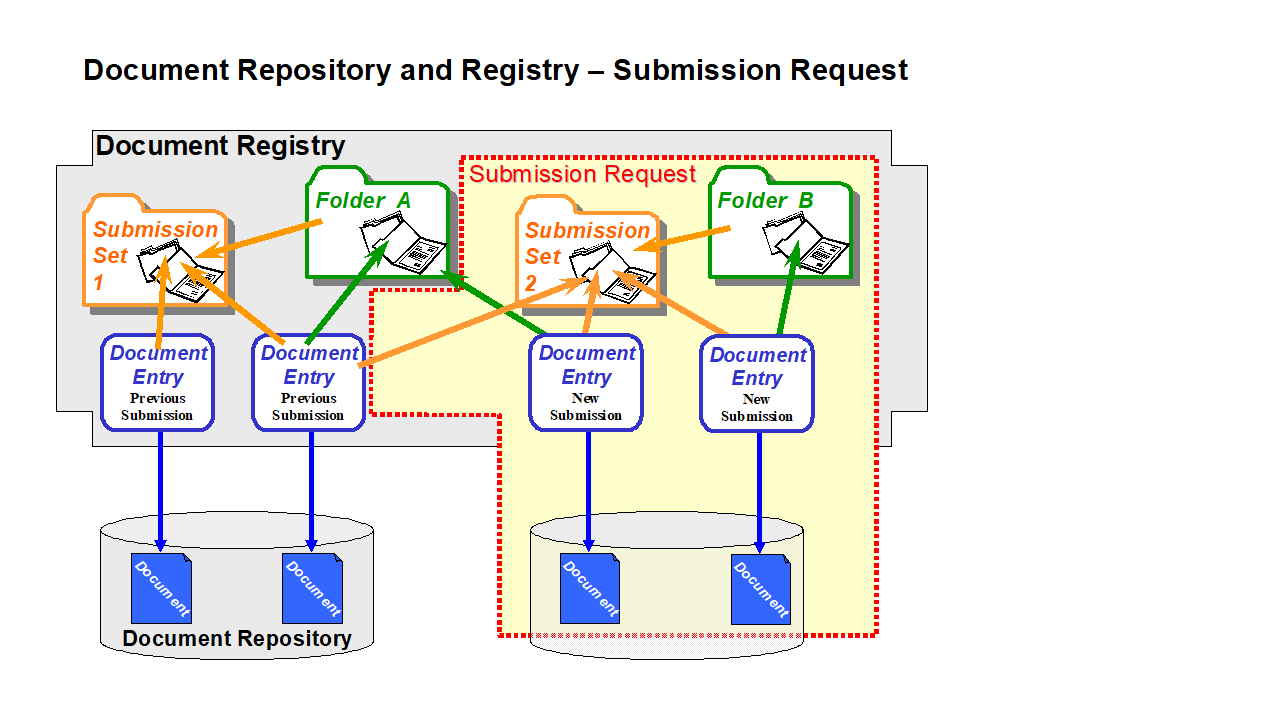 Document Repository and Registry – Submission Request
Document Registry
Submission Request
Folder A
Folder B
Submission
Set
1
Submission
Set
2
Document
Entry
Previous
Submission
Document
Entry
Previous
Submission
Document
Entry
New
Submission
Document
Entry
New
Submission
Document
Document
Document
Document
Document Repository